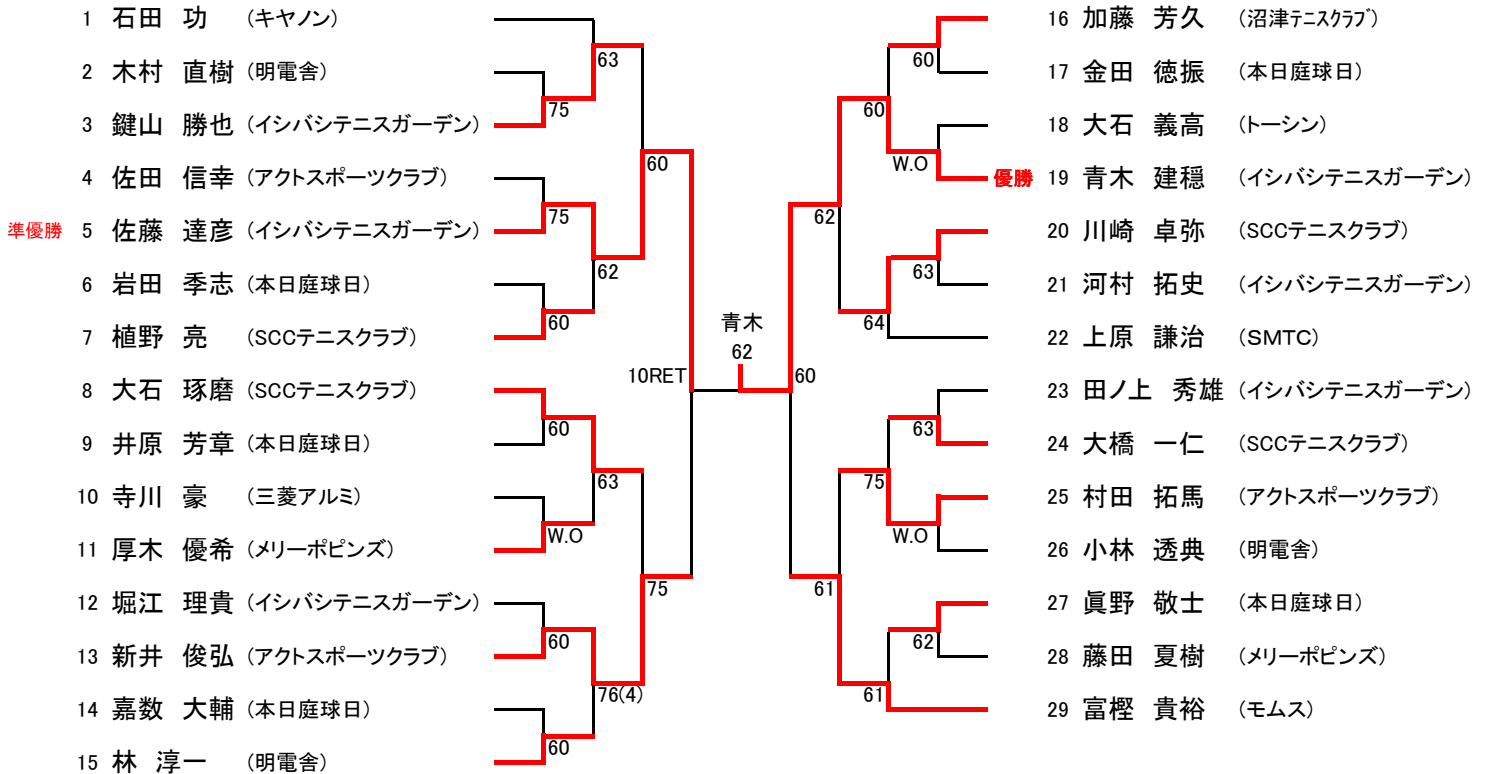 1 石田 功 (キヤノン)
2 木村 直樹 (明電舎)
3 鍵山 勝也 (イシバシテニスガーデン)
4 佐田 信幸 (アクトスポーツクラブ)
準優勝 5 佐藤 達彦 (イシバシテニスガーデン)
6 岩田 季志 (本日庭球日)
7 植野 亮 (SCCテニスクラブ)
8 大石 琢磨 (SCCテニスクラブ)
9 井原 芳章 (本日庭球日)
10 寺川 豪 (三菱アルミ)
11 厚木 優希 (メリーポピンズ)
12 堀江 理貴 (イシバシテニスガーデン)
13 新井 俊弘 (アクトスポーツクラブ)
14 嘉数 大輔 (本日庭球日)
15 林 淳一 (明電舎)
75
75
60
60
W.O
60
60
63
62
63
76(4)
60
75
10RET
青木
62
60
62
61
60
64
75
61
60
W.O
63
63
W.O
62
16 加藤 芳久 (沼津テニスクラブ)
17 金田 徳振 (本日庭球日)
18 大石 義高 (トーシン)
優勝 19 青木 建穏 (イシバシテニスガーデン)
20 川崎 卓弥 (SCCテニスクラブ)
21 河村 拓史 (イシバシテニスガーデン)
22 上原 謙治 (SMTC)
23 田ノ上 秀雄 (イシバシテニスガーデン)
24 大橋 一仁 (SCCテニスクラブ)
25 村田 拓馬 (アクトスポーツクラブ)
26 小林 透典 (明電舎)
27 眞野 敬士 (本日庭球日)
28 藤田 夏樹 (メリーポピンズ)
29 富樫 貴裕 (モムス)